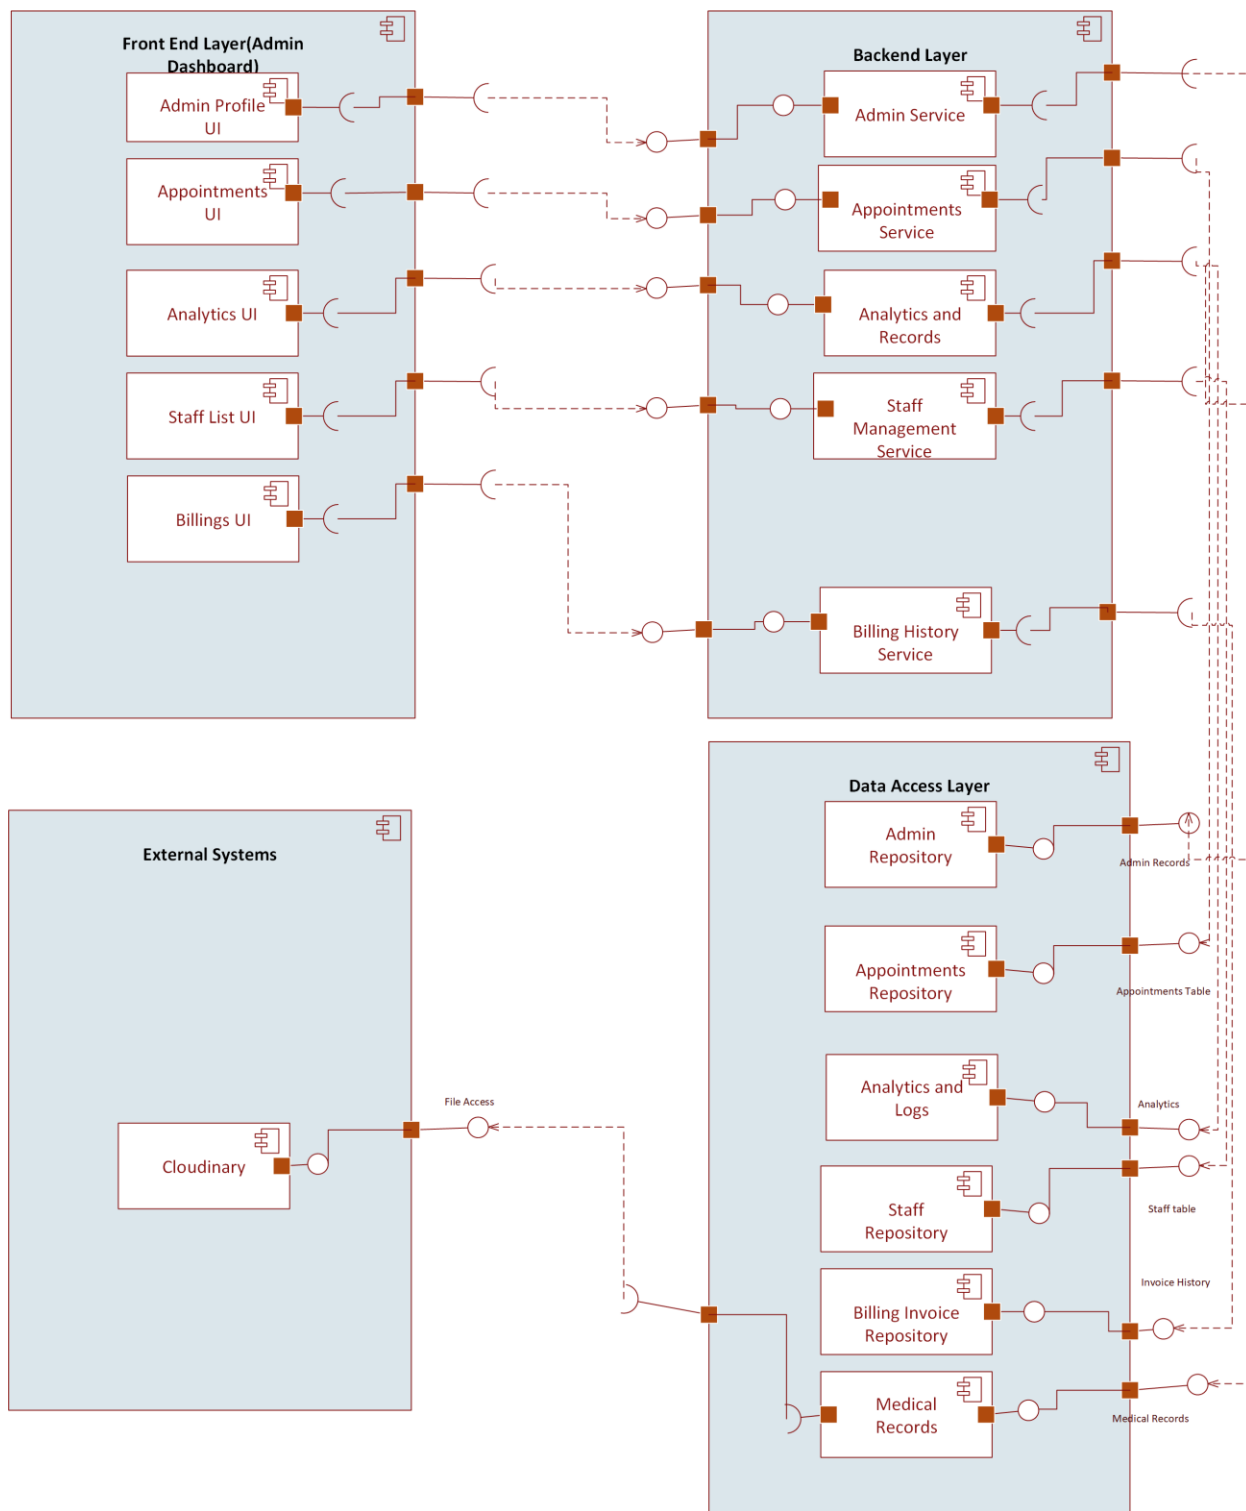 Front End Layer(Admin
Dashboard)
Admin Profile
UI
Appointments
UI
Analytics UI
Staff List UI
Billings UI
Backend Layer
Admin Service
Appointments
Service
Analytics and
Records
Staff
Management
Service
Billing History
Service
External Systems
Cloudinary
File Access
Data Access Layer
Admin
Repository
Admin Records
Appointments
Repository
Appointments Table
Analytics and
Logs
Analytics
Staff
Repository
Staff table
Invoice History
Billing Invoice
Repository
Medical
Records
Medical Records